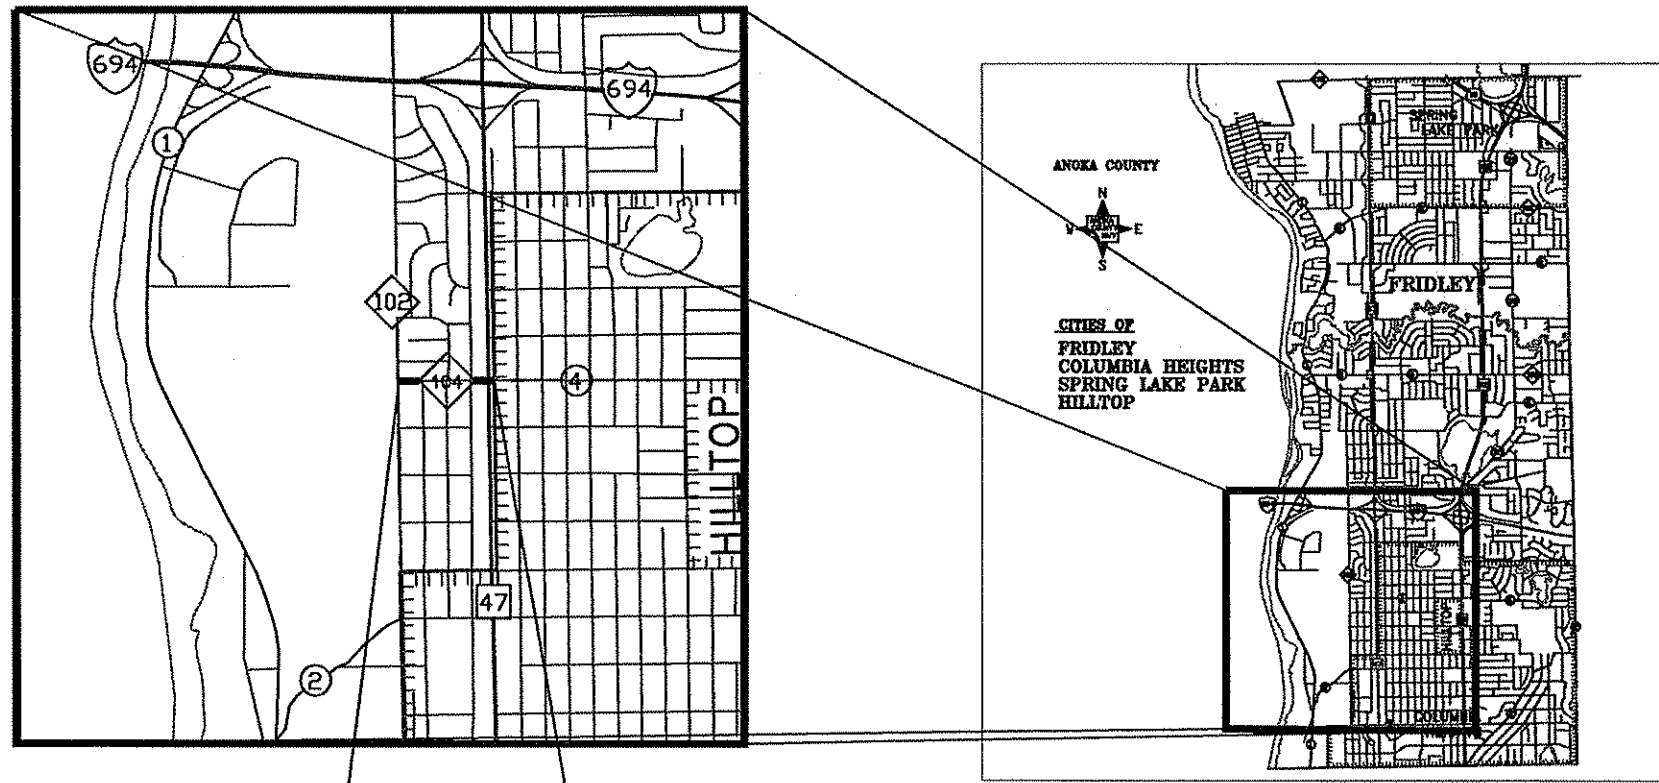 694
694
1
102
104
4
HILLTOP
47
2
ANOKA COUNTY
N
W
E
S
CITIES OF
FRIDLEY
COLUMBIA HEIGHTS
SPRING LAKE PARK
HILLTOP
SPRING
LAKE PARK
FRIDLEY
HILLTOP